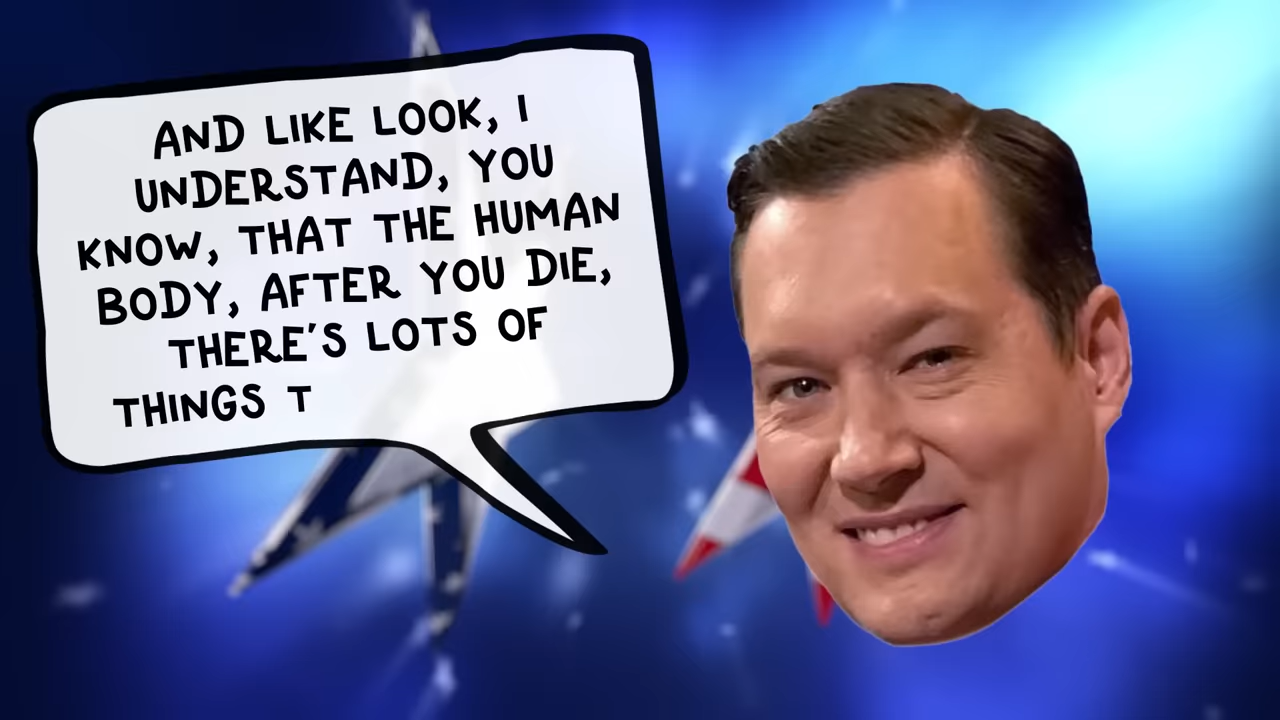 AND LIKE LOOK, I
UNDERSTAND, YOU
KNOW, THAT THE HUMAN
BODY, AFTER YOU DIE,
THERE'S LOTS OF
THINGS T